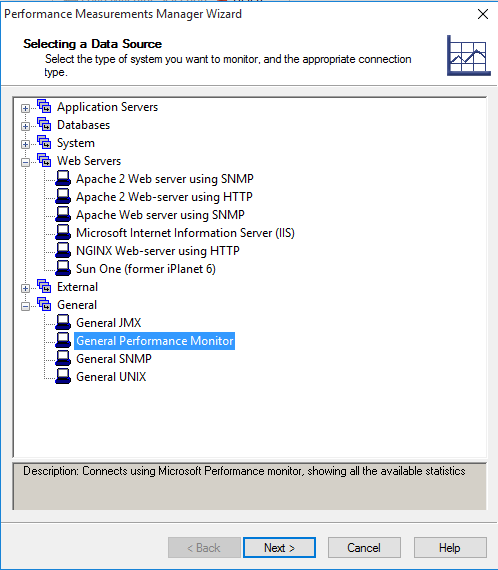 Performance Measurements Manager Wizard
Selecting a Data Source
Select the type of system you want to monitor, and the appropriate connection
type.
Application Servers
Databases
System
Web Servers
Apache 2 Web server using SNMP
Apache 2 Web-server using HTTP
Apache Web server using SNMP
Microsoft Internet Information Server (IIS)
NGINX Web-server using HTTP
Sun One (former iPlanet 6)
External
General
General JMX
General Performance Monitor
General SNMP
General UNIX
Description: Connects using Microsoft Performance monitor, showing all the available statistics
< Back
Next >
Cancel
Help